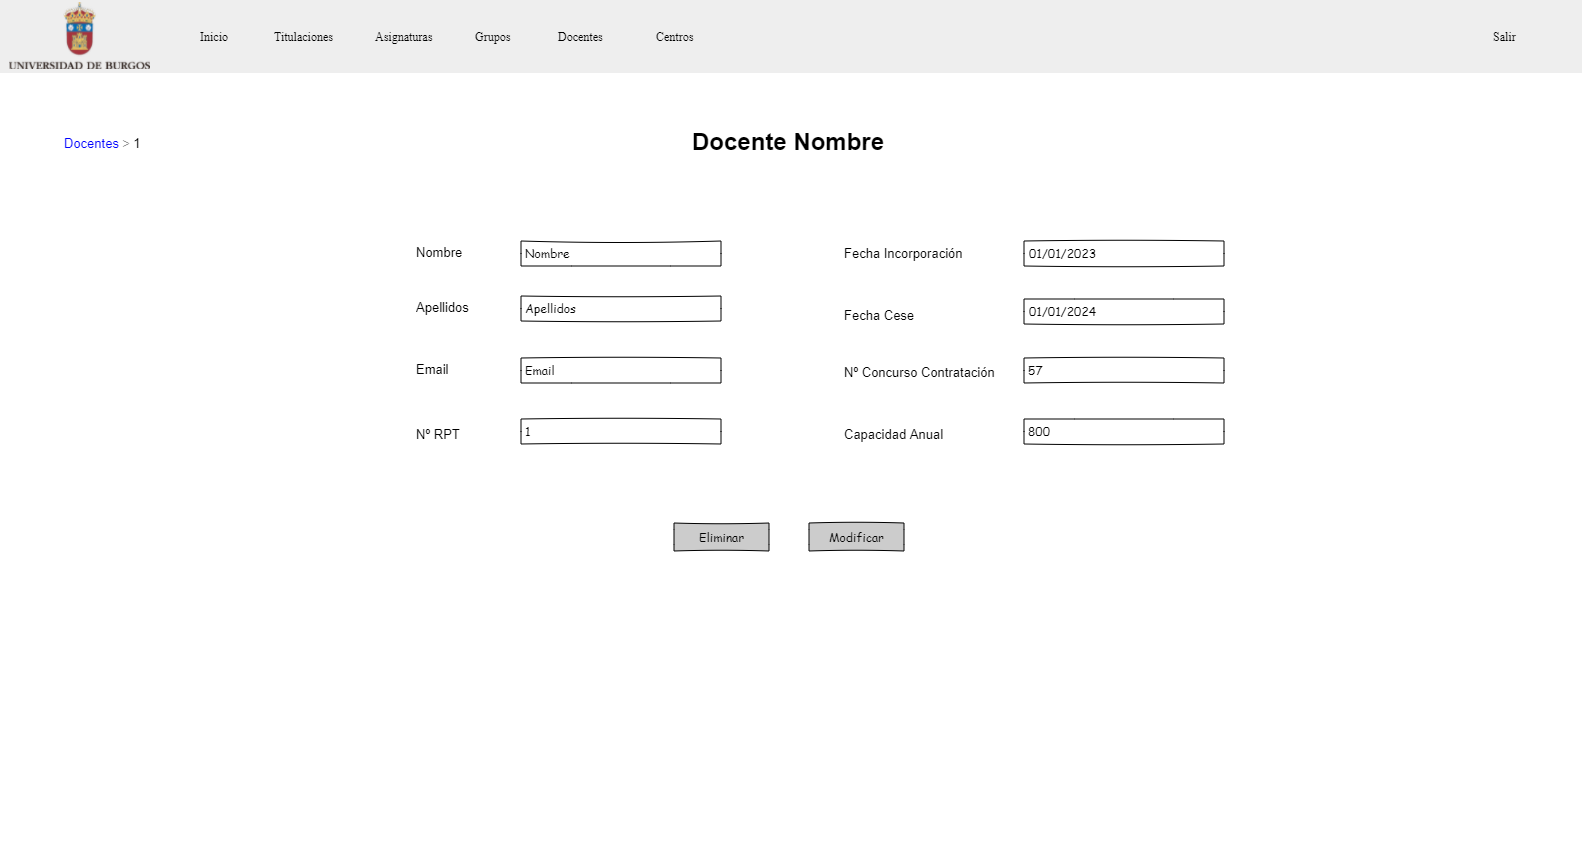 UNIVERSIDAD DE BURGOS
Inicio Titulaciones Asignaturas Grupos Docentes Centros Salir
Docentes > 1
Docente Nombre
Nombre Nombre Fecha Incorporación 01/01/2023
Apellidos Apellidos Fecha Cese 01/01/2024
Email Email Nº Concurso Contratación 57
Nº RPT 1 Capacidad Anual 800
Eliminar Modificar